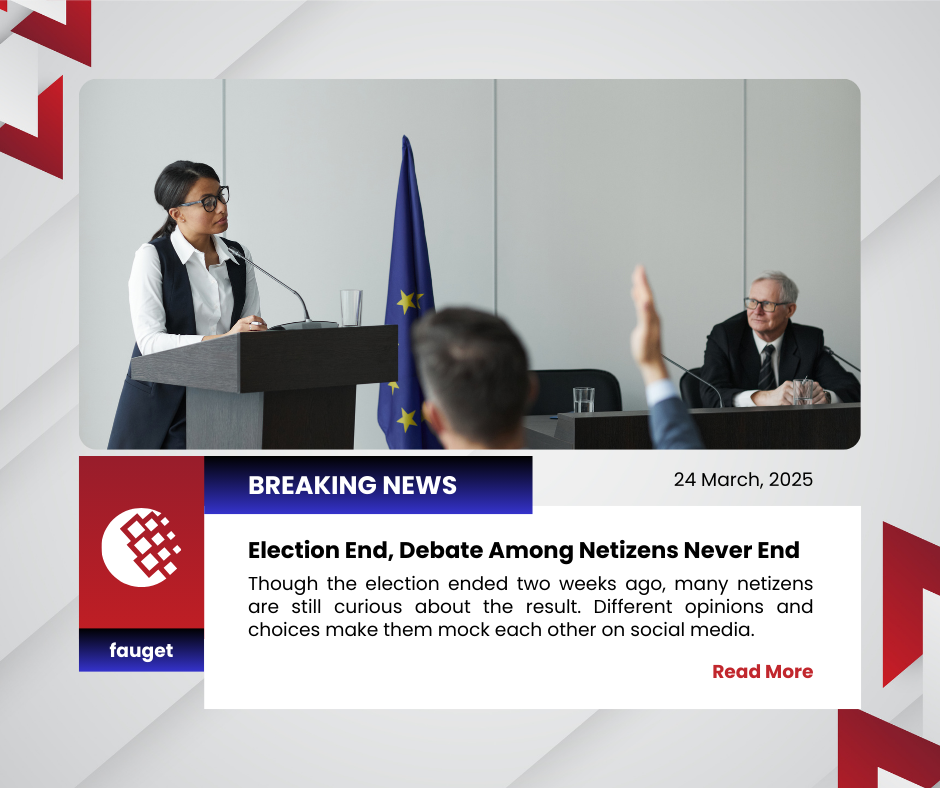 BREAKING NEWS
24 March, 2025
Election End, Debate Among Netizens Never End
Though the election ended two weeks ago, many netizens
are still curious about the result. Different opinions and
choices make them mock each other on social media.
fauget
Read More